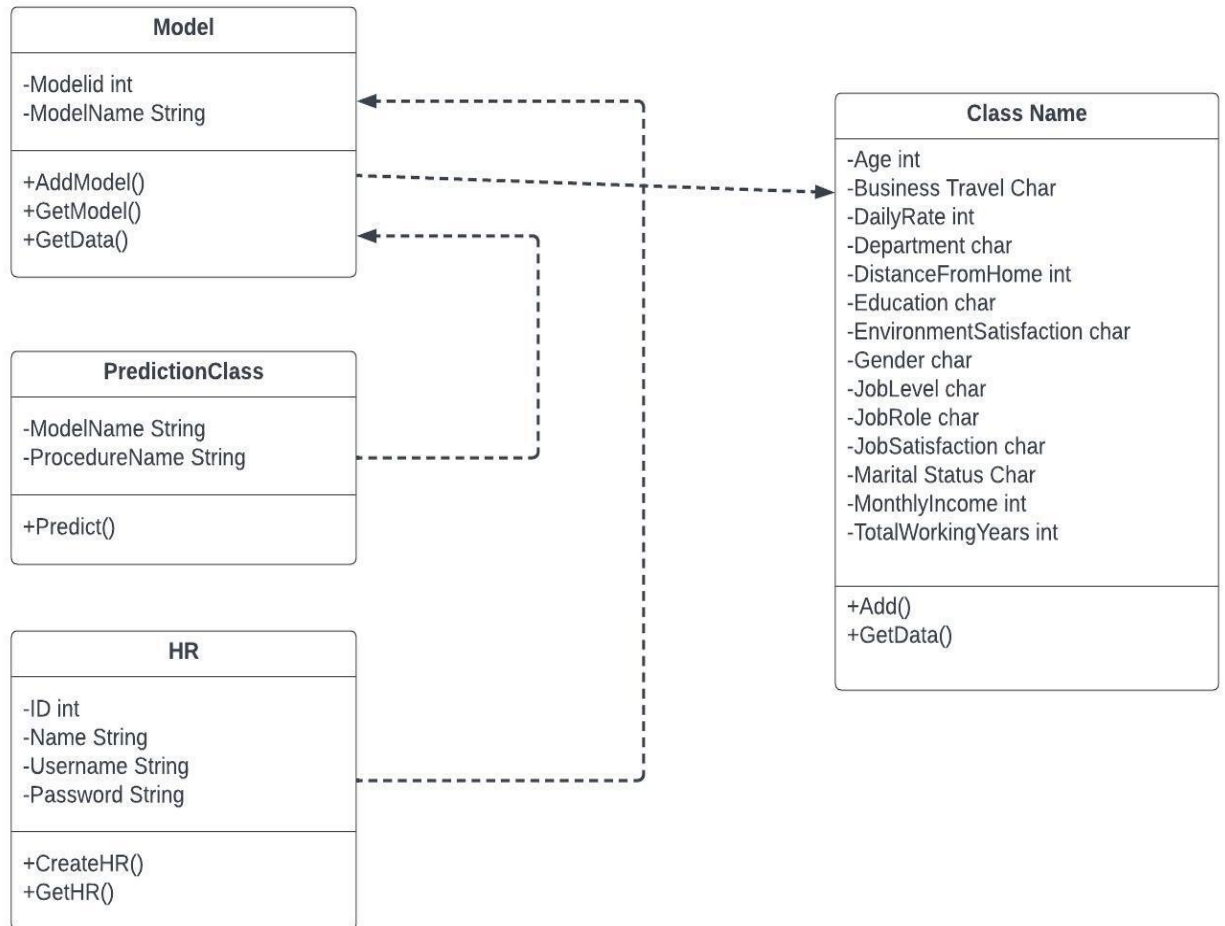 Model
-Modelid int
-ModelName String
+AddModel()
+GetModel()
+GetData()
PredictionClass
-ModelName String
-ProcedureName String
+Predict()
HR
-ID int
-Name String
-Username String
-Password String
+CreateHR()
+GetHR()
Class Name
-Age int
-Business Travel Char
-DailyRate int
-Department char
-DistanceFromHome int
-Education char
-EnvironmentSatisfaction char
-Gender char
-JobLevel char
-JobRole char
-JobSatisfaction char
-Marital Status Char
-MonthlyIncome int
-TotalWorkingYears int
+Add()
+GetData()